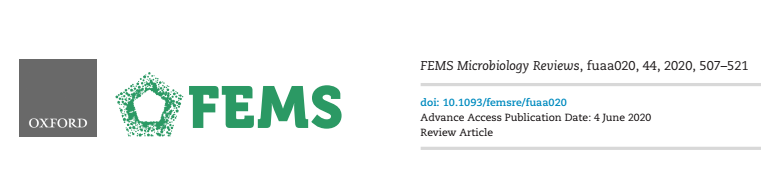 OXFORD
FEMS
FEMS Microbiology Reviews, fuaa020, 44, 2020, 507–521
doi: 10.1093/femsre/fuaa020
Advance Access Publication Date: 4 June 2020
Review Article